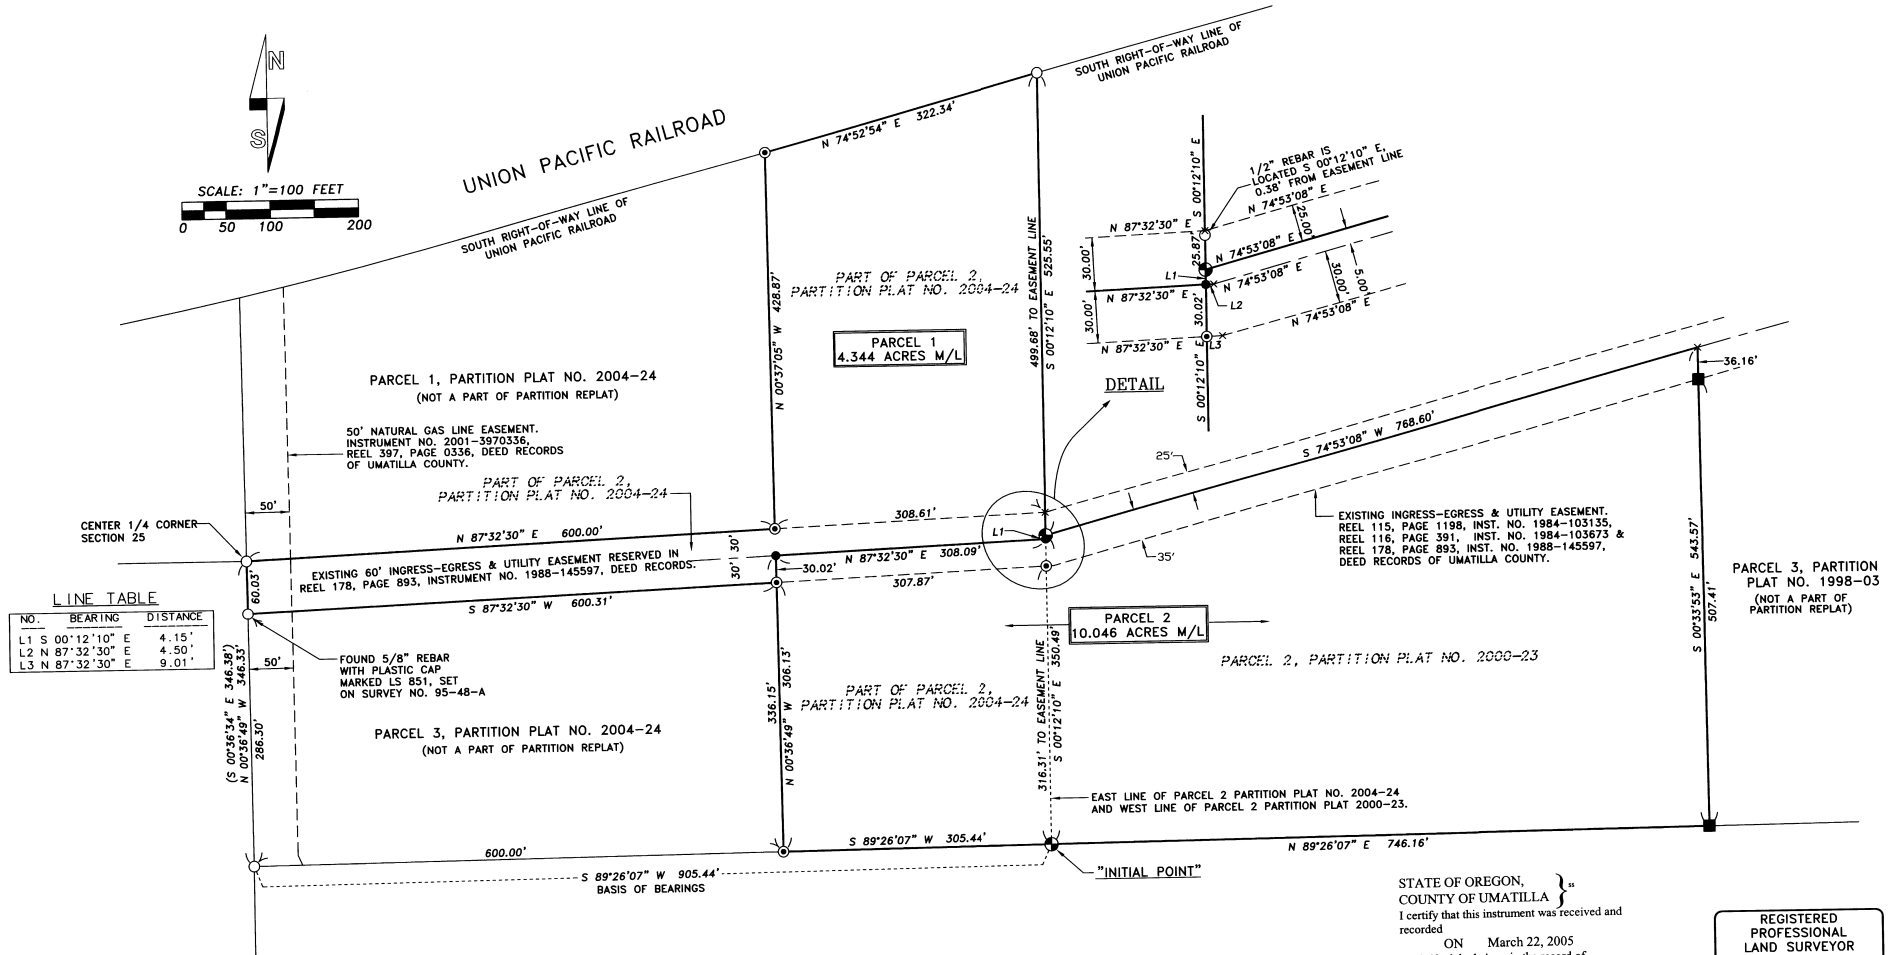 N
S
SCALE: 1"=100 FEET
0 50 100 200
UNION PACIFIC RAILROAD
SOUTH RIGHT-OF-WAY LINE OF
UNION PACIFIC RAILROAD
N 74°52'54" E 322.34'
SOUTH RIGHT-OF-WAY LINE OF
UNION PACIFIC RAILROAD
N 00°37'05" W 428.87'
PART OF PARCEL 2,
PARTITION PLAT NO. 2004-24
PARCEL 1
4.344 ACRES M/L
499.68' TO EASEMENT LINE
S 00°12'10" E 525.55'
S 00°12'10" E
1/2" REBAR IS
LOCATED S 00°12'10" E,
0.38' FROM EASEMENT LINE
N 74°53'08" E
N 87°32'30" E
25.00'
25.87'
N 74°53'08" E
30.00'
L1
N 74°53'08" E
N 87°32'30" E
L2
30.00'
5.00'
30.00'
30.02'
N 74°53'08" E
N 87°32'30" E
L3
S 00°12'10" E
DETAIL
PARCEL 1, PARTITION PLAT NO. 2004-24
(NOT A PART OF PARTITION REPLAT)
50' NATURAL GAS LINE EASEMENT.
INSTRUMENT NO. 2001-3970336,
REEL 397, PAGE 0336, DEED RECORDS
OF UMATILLA COUNTY.
PART OF PARCEL 2,
PARTITION PLAT NO. 2004-24
50'
CENTER 1/4 CORNER
SECTION 25
N 87°32'30" E 600.00'
308.61'
L1
25'
S 74°53'08" W 768.60'
36.16'
EXISTING INGRESS-EGRESS & UTILITY EASEMENT.
REEL 115, PAGE 1198, INST. NO. 1984-103135,
REEL 116, PAGE 391, INST. NO. 1984-103673 &
REEL 178, PAGE 893, INST. NO. 1988-145597,
DEED RECORDS OF UMATILLA COUNTY.
35'
EXISTING 60' INGRESS-EGRESS & UTILITY EASEMENT RESERVED IN
REEL 178, PAGE 893, INSTRUMENT NO. 1988-145597, DEED RECORDS.
30' 30'
N 87°32'30" E 308.09'
30.02'
307.87'
60.03'
S 87°32'30" W 600.31'
LINE TABLE
NO. BEARING DISTANCE
L1 S 00°12'10" E 4.15'
L2 N 87°32'30" E 4.50'
L3 N 87°32'30" E 9.01'
50'
FOUND 5/8" REBAR
WITH PLASTIC CAP
MARKED LS 851, SET
ON SURVEY NO. 95-48-A
(S 00°36'34" E 346.38')
N 00°36'49" W 346.33'
286.30'
PARCEL 3, PARTITION PLAT NO. 2004-24
(NOT A PART OF PARTITION REPLAT)
336.15'
N 00°36'49" W 306.13'
PART OF PARCEL 2,
PARTITION PLAT NO. 2004-24
316.31' TO EASEMENT LINE
S 00°12'10" E 350.49'
PARCEL 2
10.046 ACRES M/L
PARCEL 2, PARTITION PLAT NO. 2000-23
S 00°33'53" E 543.57'
507.41'
PARCEL 3, PARTITION
PLAT NO. 1998-03
(NOT A PART OF
PARTITION REPLAT)
EAST LINE OF PARCEL 2 PARTITION PLAT NO. 2004-24
AND WEST LINE OF PARCEL 2 PARTITION PLAT 2000-23.
600.00'
S 89°26'07" W 305.44'
N 89°26'07" E 746.16'
S 89°26'07" W 905.44'
BASIS OF BEARINGS
"INITIAL POINT"
STATE OF OREGON,
COUNTY OF UMATILLA } ss
I certify that this instrument was received and
recorded
ON March 22, 2005
REGISTERED
PROFESSIONAL
LAND SURVEYOR